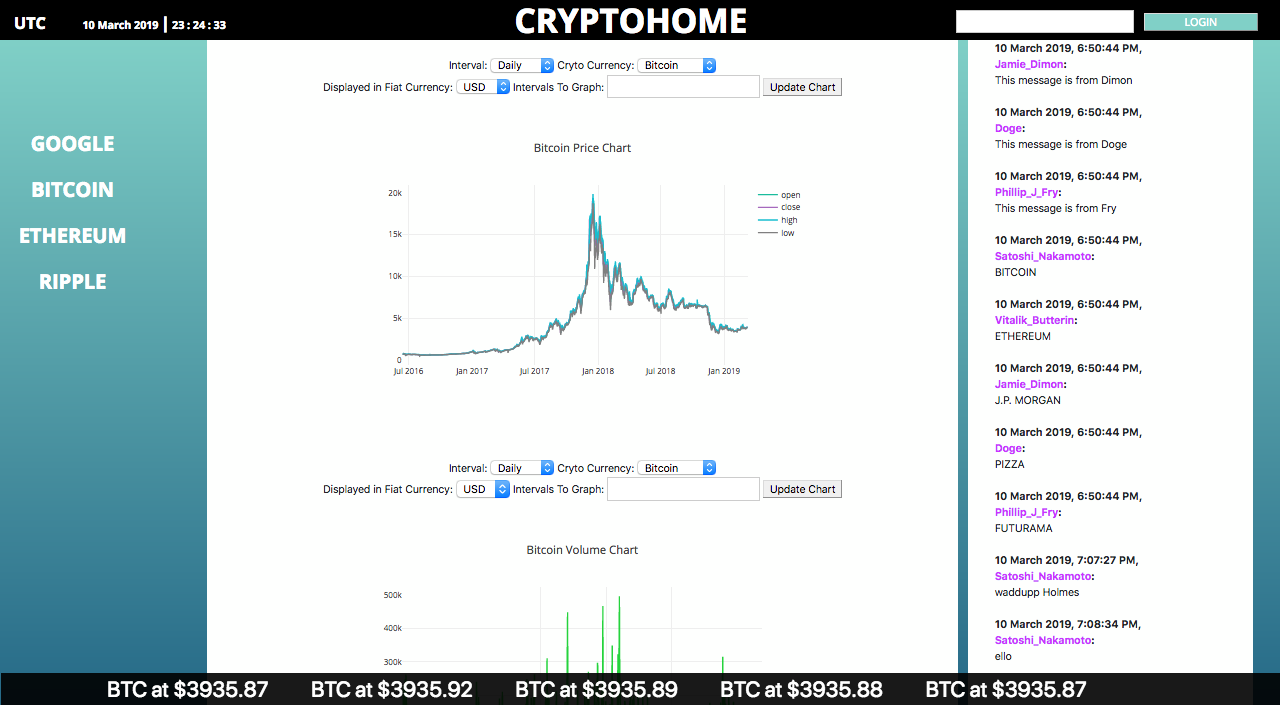 UTC
10 March 2019 | 23 : 24 : 33
CRYPTOHOME
LOGIN
GOOGLE
BITCOIN
ETHEREUM
RIPPLE
Interval: Daily Cryto Currency: Bitcoin
Displayed in Fiat Currency: USD Intervals To Graph: Update Chart
Bitcoin Price Chart
20k
15k
10k
5k
0
Jul 2016 Jan 2017 Jul 2017 Jan 2018 Jul 2018 Jan 2019
open
close
high
low
Interval: Daily Cryto Currency: Bitcoin
Displayed in Fiat Currency: USD Intervals To Graph: Update Chart
Bitcoin Volume Chart
500k
400k
300k
10 March 2019, 6:50:44 PM,
Jamie_Dimon:
This message is from Dimon
10 March 2019, 6:50:44 PM,
Doge:
This message is from Doge
10 March 2019, 6:50:44 PM,
Phillip_J_Fry:
This message is from Fry
10 March 2019, 6:50:44 PM,
Satoshi_Nakamoto:
BITCOIN
10 March 2019, 6:50:44 PM,
Vitalik_Butterin:
ETHEREUM
10 March 2019, 6:50:44 PM,
Jamie_Dimon:
J.P. MORGAN
10 March 2019, 6:50:44 PM,
Doge:
PIZZA
10 March 2019, 6:50:44 PM,
Phillip_J_Fry:
FUTURAMA
10 March 2019, 7:07:27 PM,
Satoshi_Nakamoto:
waddupp Holmes
10 March 2019, 7:08:34 PM,
Satoshi_Nakamoto:
ello
BTC at $3935.87 BTC at $3935.92 BTC at $3935.89 BTC at $3935.88 BTC at $3935.87